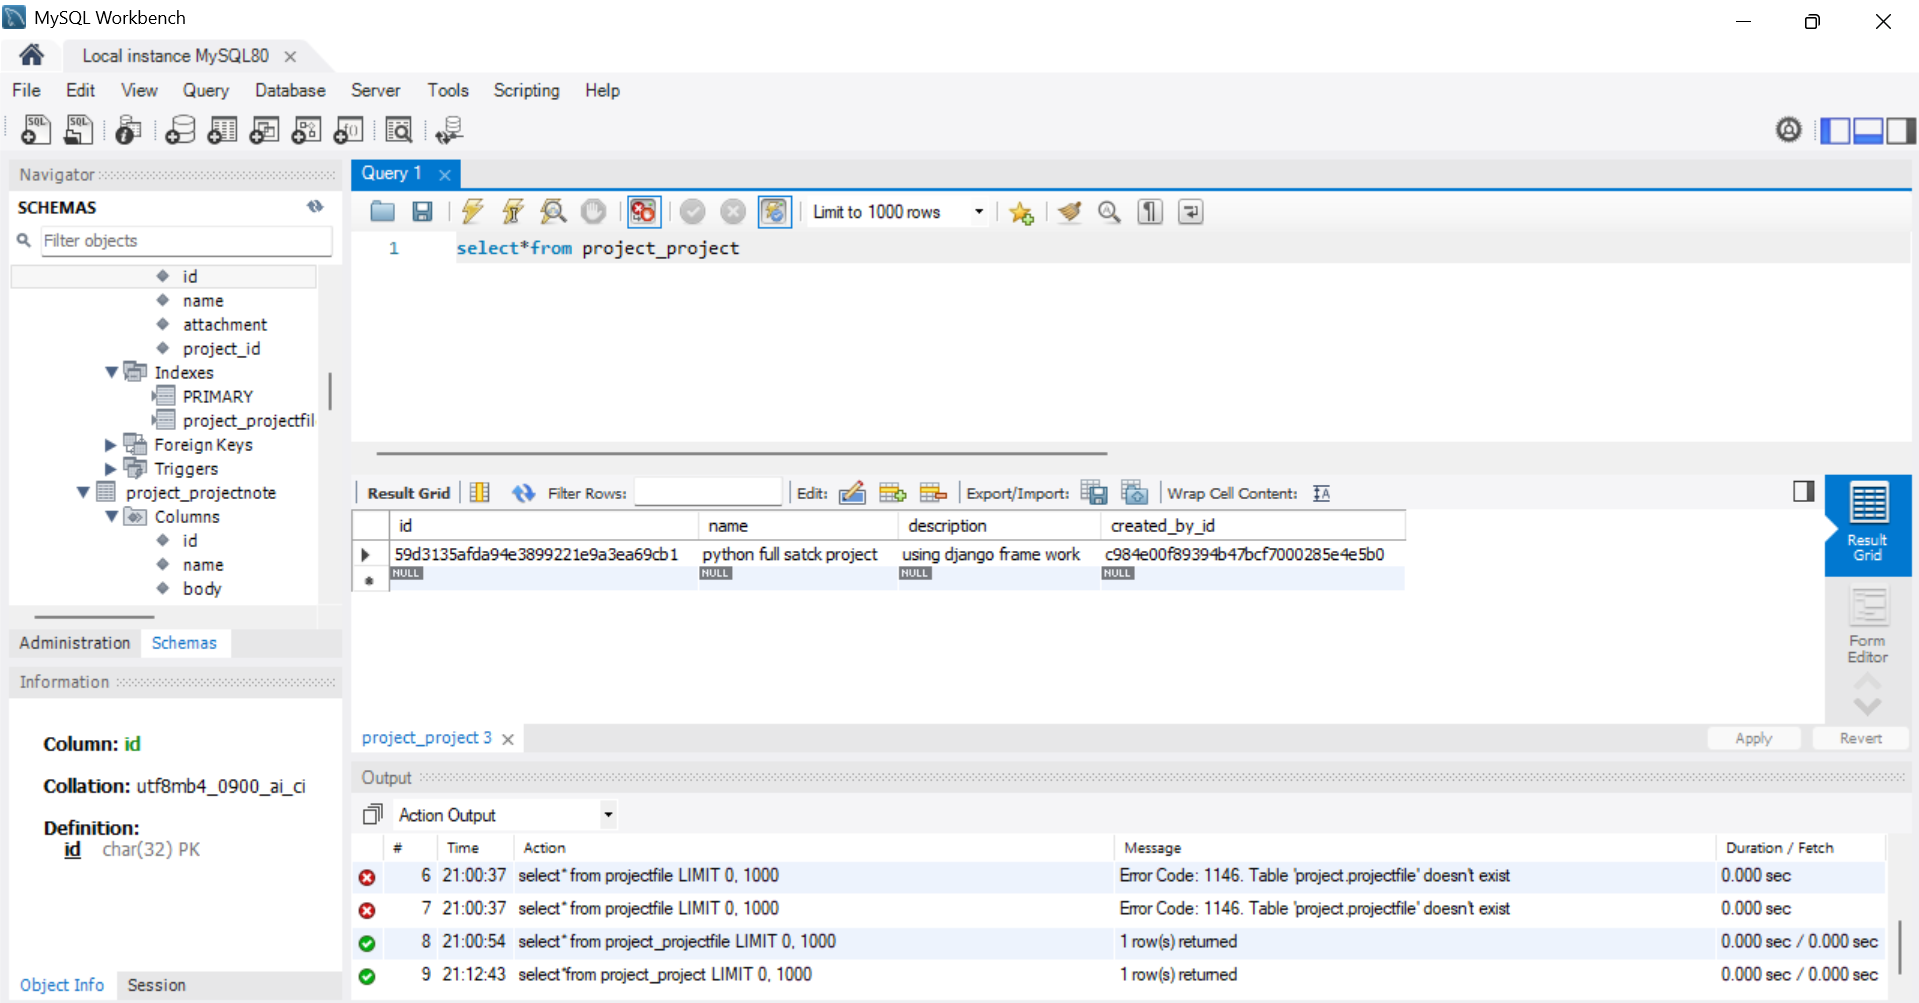 MySQL Workbench
Local instance MySQL80
File Edit View Query Database Server Tools Scripting Help
Navigator
SCHEMAS
Filter objects
id
name
attachment
project_id
Indexes
PRIMARY
project_projectfil
Foreign Keys
Triggers
project_projectnote
Columns
id
name
body
Administration Schemas
Information
Column: id
Collation: utf8mb4_0900_ai_ci
Definition:
id char(32) PK
Object Info Session
Query 1
Limit to 1000 rows
1 select*from project_project
Result Grid Filter Rows: Edit: Export/Import: Wrap Cell Content:
id name description created_by_id
59d3135afda94e3899221e9a3ea69cb1 python full satck project using django frame work c984e00f89394b47bcf7000285e4e5b0
NULL NULL NULL NULL
Result
Grid
Form
Editor
project_project 3
Apply Revert
Output
Action Output
# Time Action Message Duration / Fetch
6 21:00:37 select* from projectfile LIMIT 0, 1000 Error Code: 1146. Table 'project.projectfile' doesn't exist 0.000 sec
7 21:00:37 select* from projectfile LIMIT 0, 1000 Error Code: 1146. Table 'project.projectfile' doesn't exist 0.000 sec
8 21:00:54 select* from project_projectfile LIMIT 0, 1000 1 row(s) returned 0.000 sec / 0.000 sec
9 21:12:43 select*from project_project LIMIT 0, 1000 1 row(s) returned 0.000 sec / 0.000 sec